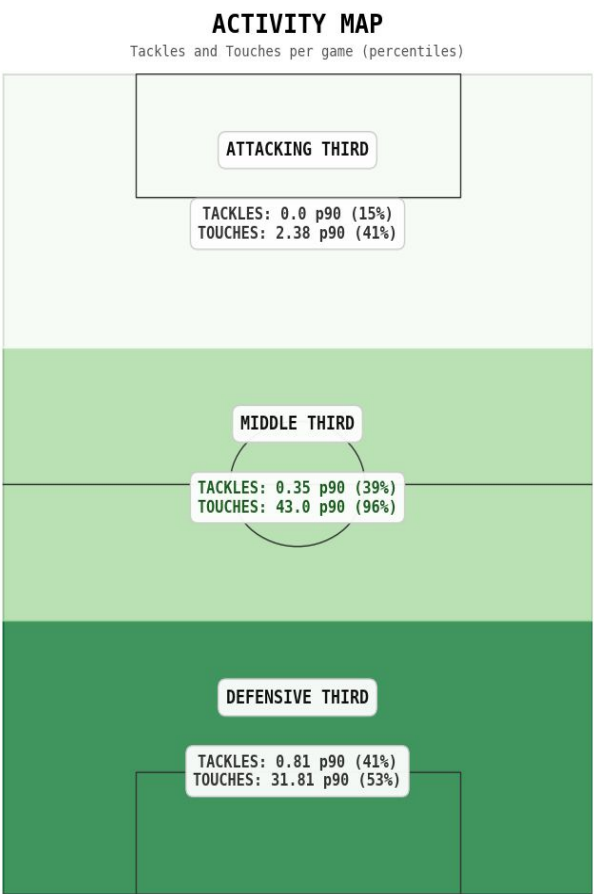 ACTIVITY MAP
Tackles and Touches per game (percentiles)
ATTACKING THIRD
TACKLES: 0.0 p90 (15%)
TOUCHES: 2.38 p90 (41%)
MIDDLE THIRD
TACKLES: 0.35 p90 (39%)
TOUCHES: 43.0 p90 (96%)
DEFENSIVE THIRD
TACKLES: 0.81 p90 (41%)
TOUCHES: 31.81 p90 (53%)